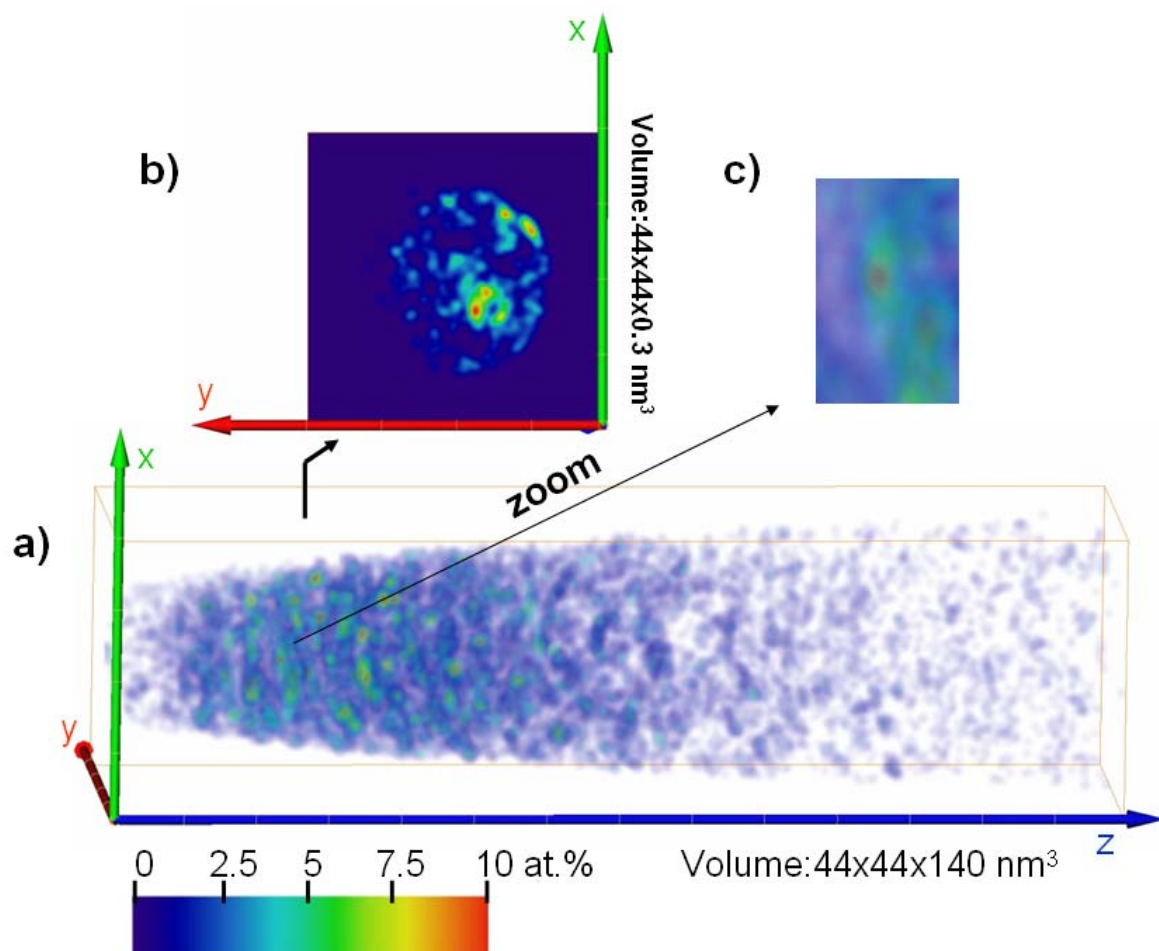 x
b)
Volume:44x44x0.3 nm³
c)
y
zoom
x
a)
y
z
0 2.5 5 7.5 10 at.% Volume:44x44x140 nm³